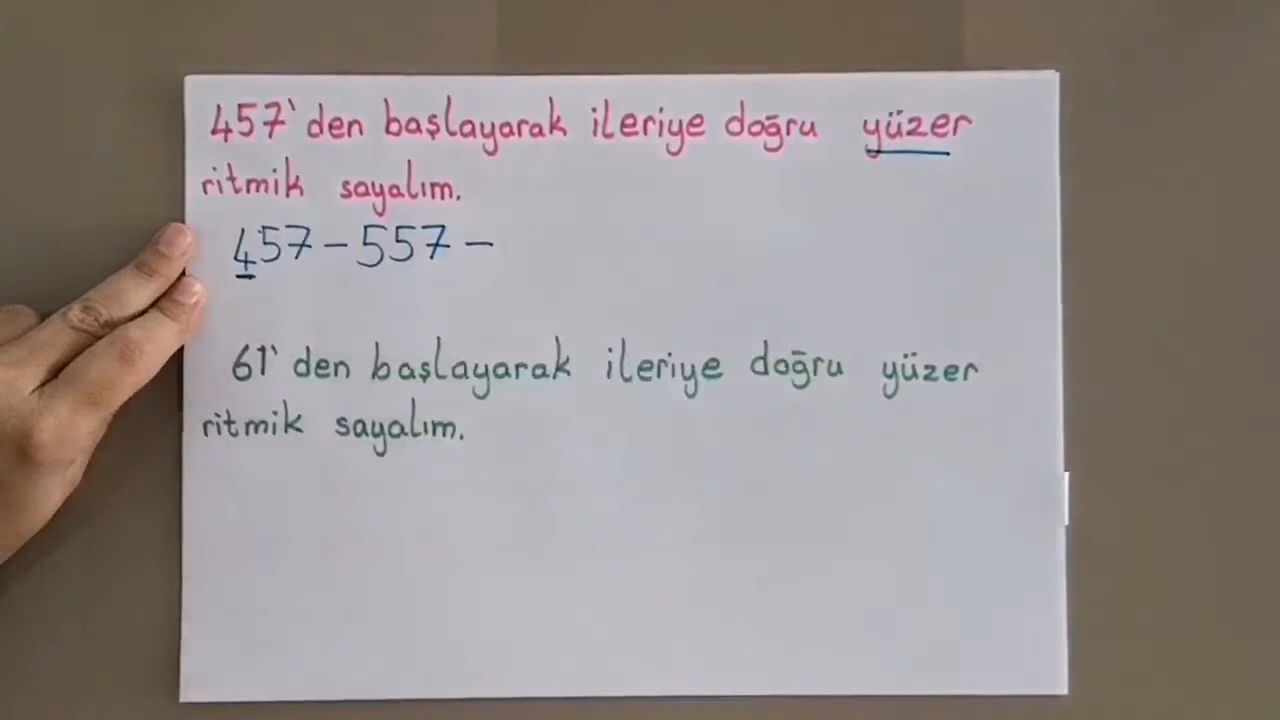 457'den başlayarak ileriye doğru yüzer
ritmik sayalım.
457-557-
61'den başlayarak ileriye doğru yüzer
ritmik sayalım.